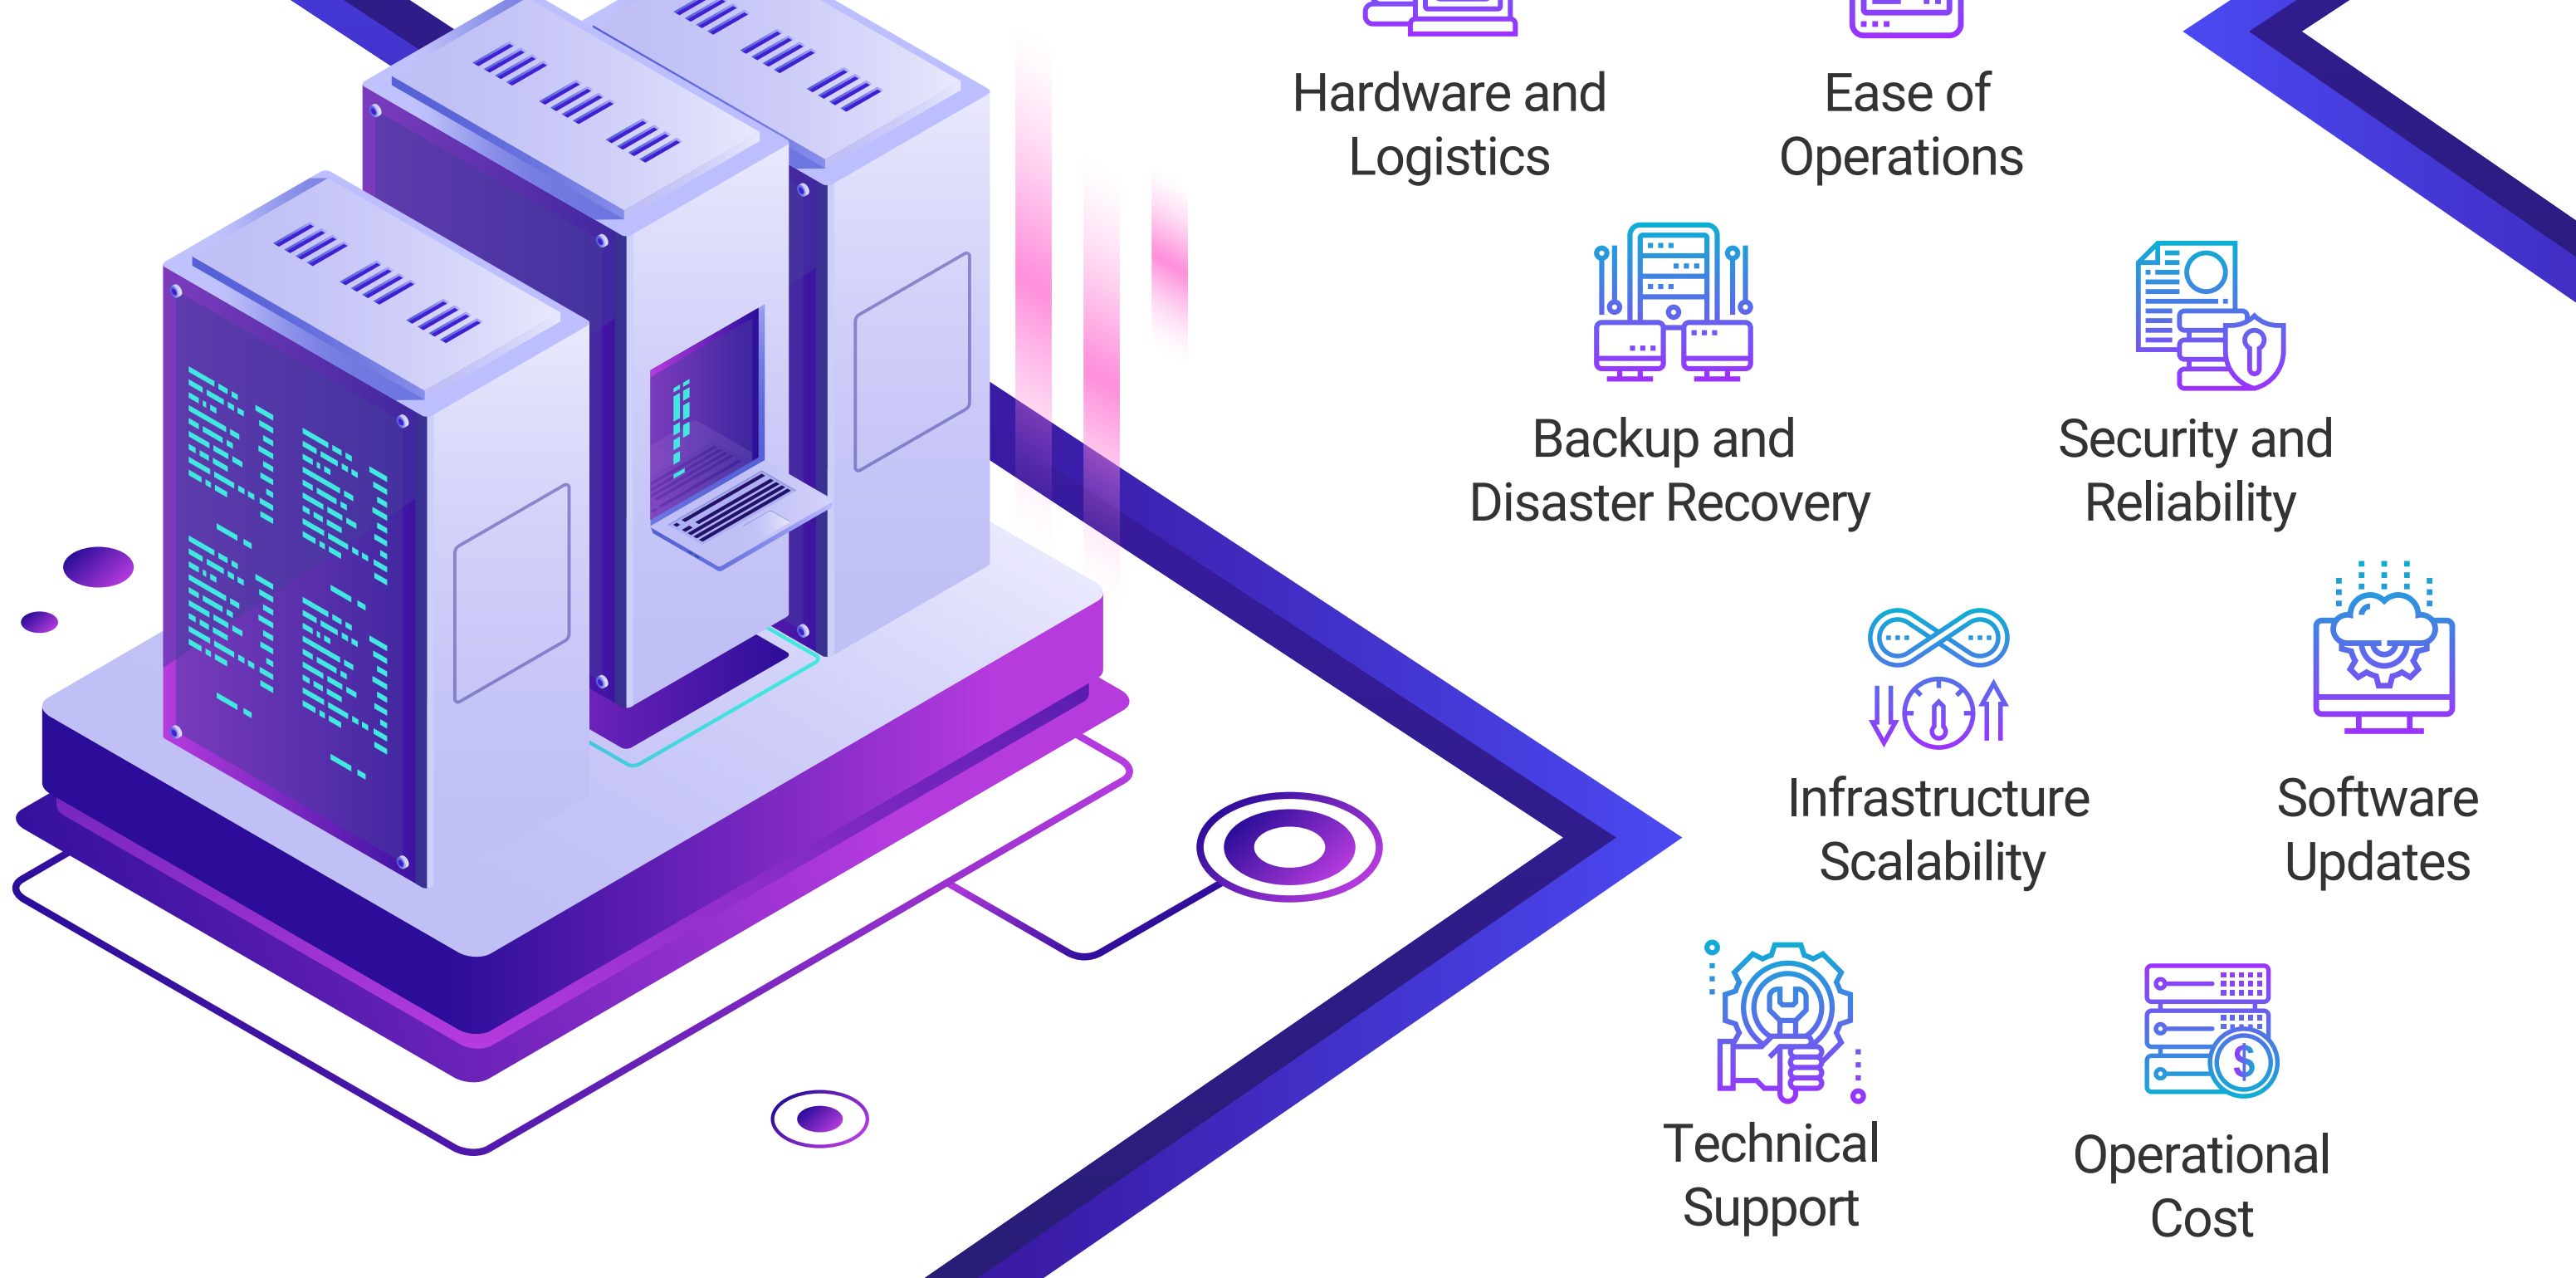 Hardware and
Logistics
Ease of
Operations
Backup and
Disaster Recovery
Security and
Reliability
Infrastructure
Scalability
Software
Updates
Technical
Support
Operational
Cost